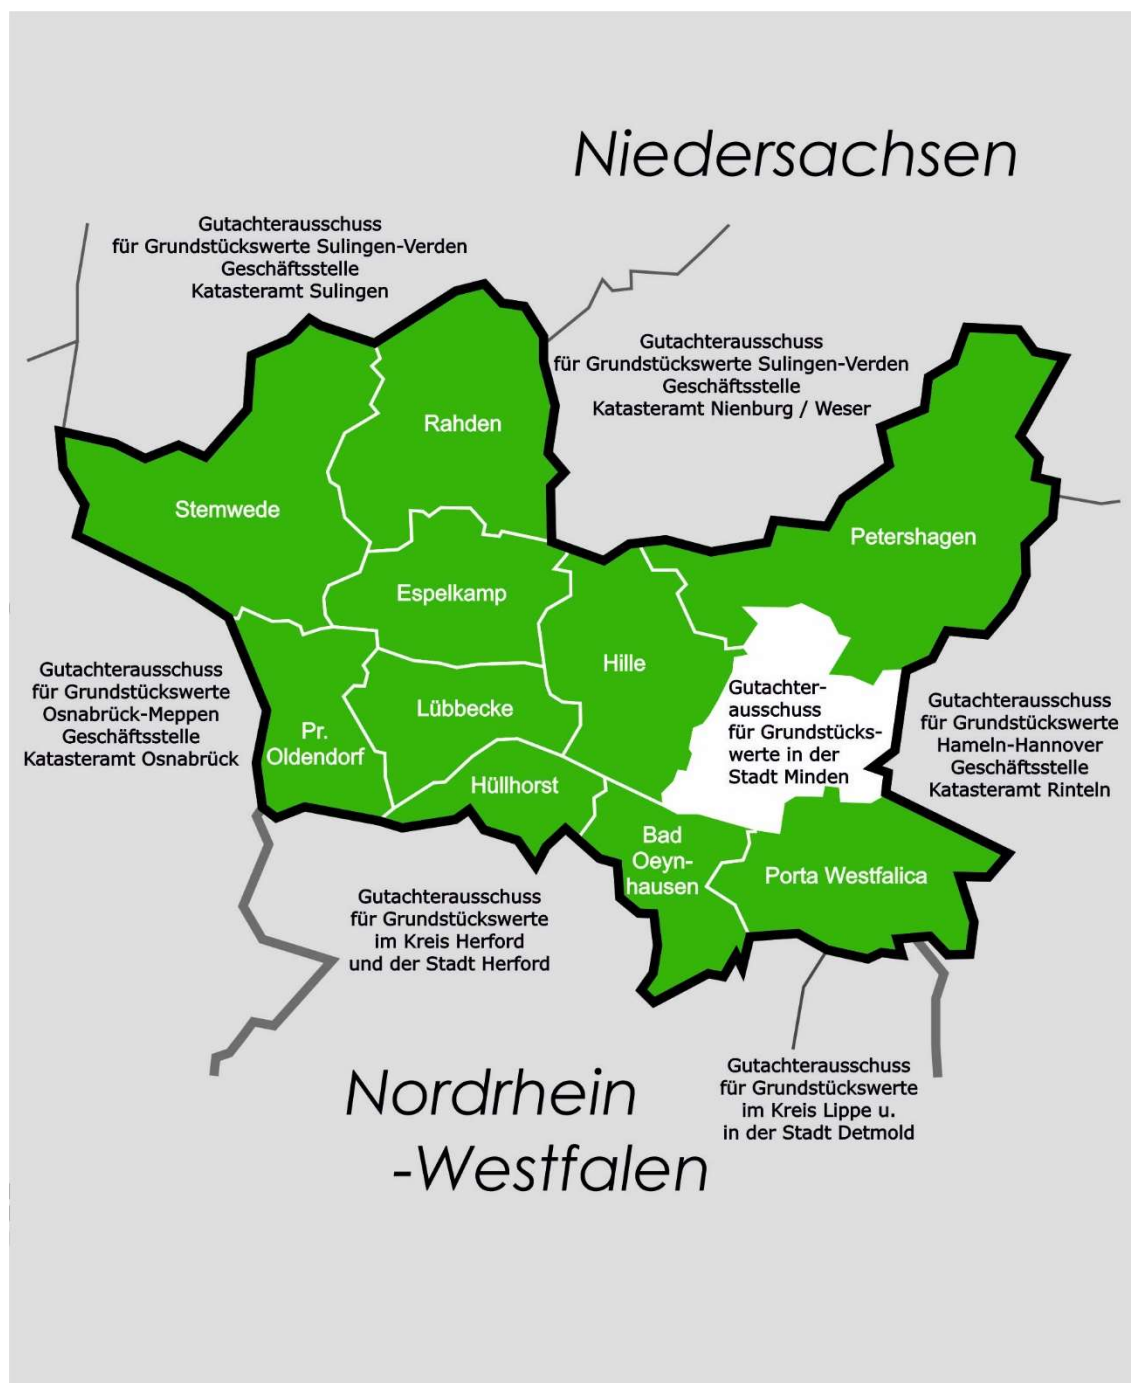 Niedersachsen
Gutachterausschuss
für Grundstückswerte Sulingen-Verden
Geschäftsstelle
Katasteramt Sulingen
Gutachterausschuss
für Grundstückswerte Sulingen-Verden
Geschäftsstelle
Katasteramt Nienburg / Weser
Rahden
Stemwede
Petershagen
Espelkamp
Hille
Gutachterausschuss
für Grundstückswerte
Osnabrück-Meppen
Geschäftsstelle
Katasteramt Osnabrück
Lübbecke
Pr.
Oldendorf
Gutachter-
ausschuss
für Grundstücks-
werte in der
Stadt Minden
Gutachterausschuss
für Grundstückswerte
Hameln-Hannover
Geschäftsstelle
Katasteramt Rinteln
Hüllhorst
Bad
Oeyn-
hausen
Porta Westfalica
Gutachterausschuss
für Grundstückswerte
im Kreis Herford
und der Stadt Herford
Gutachterausschuss
für Grundstückswerte
im Kreis Lippe u.
in der Stadt Detmold
Nordrhein
-Westfalen